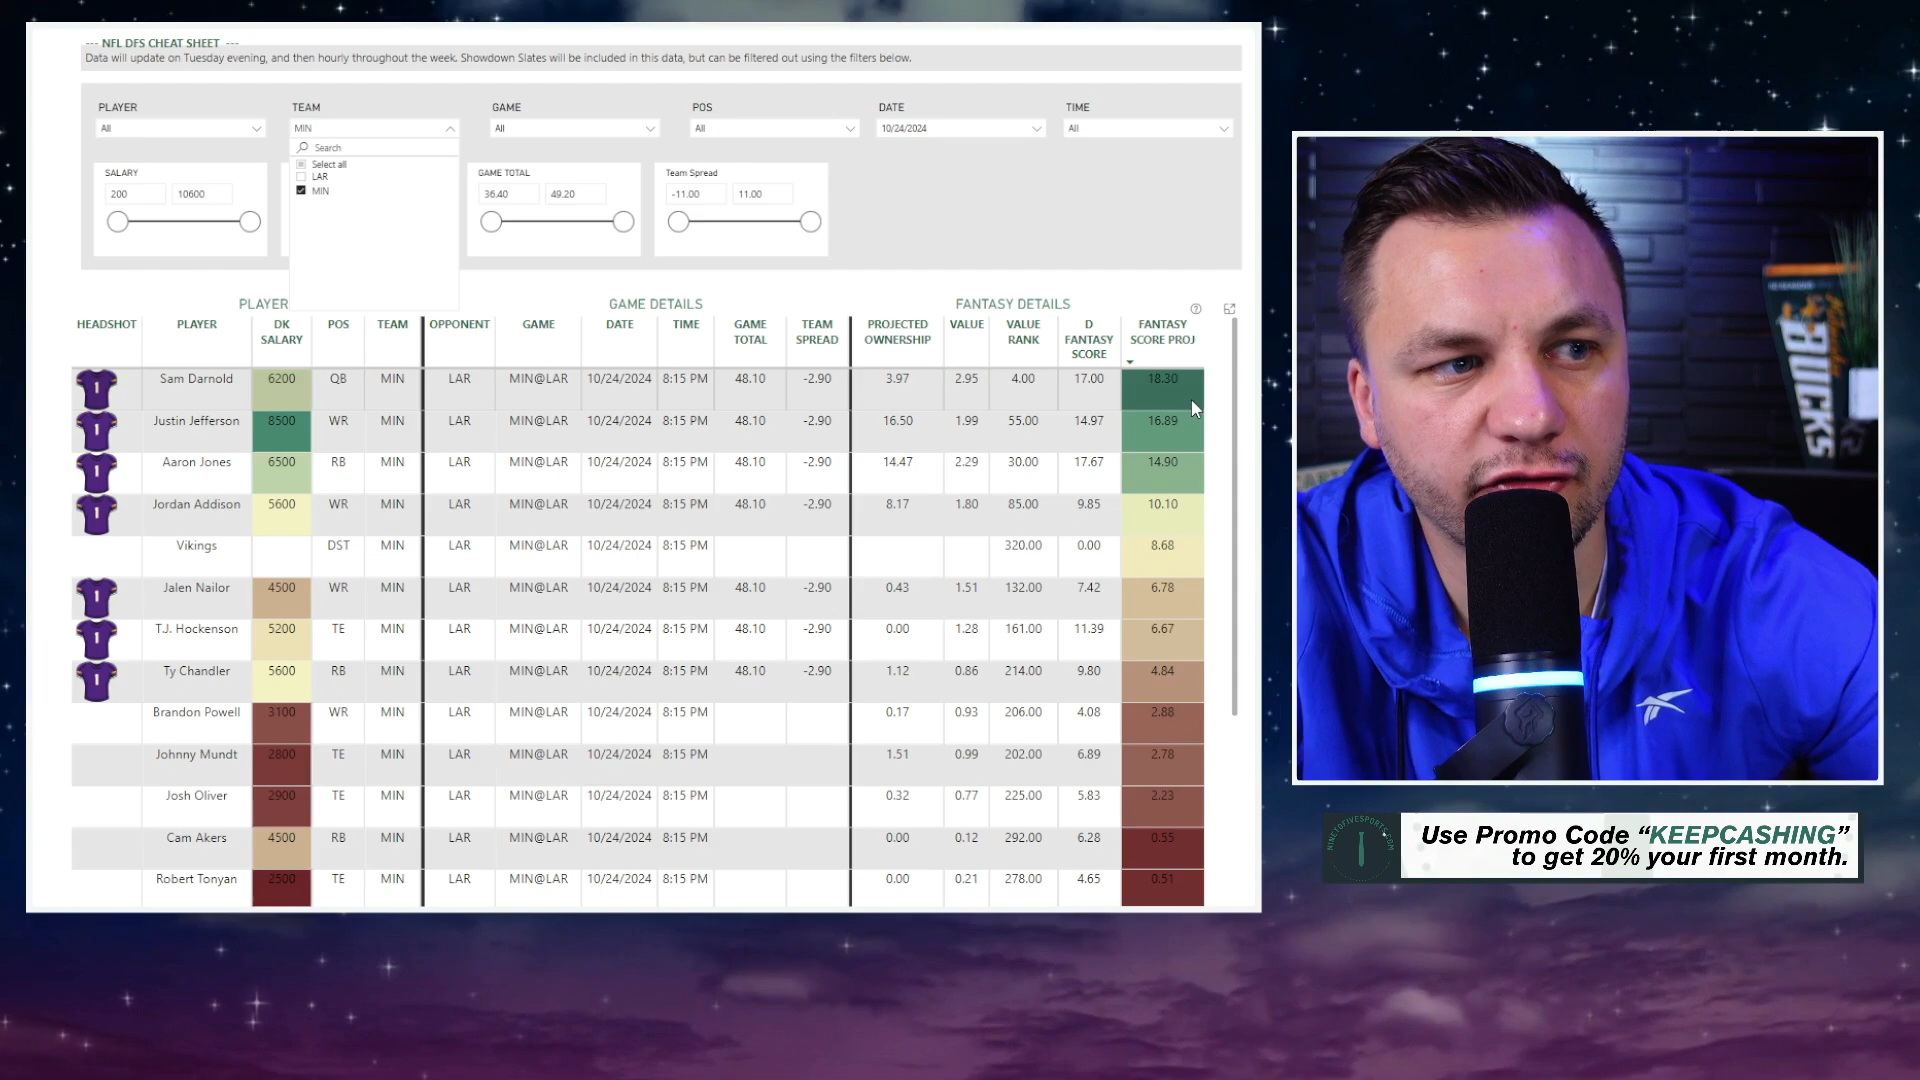 --- NFL DFS CHEAT SHEET ---
Data will update on Tuesday evening, and then hourly throughout the week. Showdown Slates will be included in this data, but can be filtered out using the filters below.
PLAYER TEAM GAME POS DATE TIME
All MIN All All 10/24/2024 All
Search
Select all
LAR
MIN
SALARY GAME TOTAL Team Spread
200 10600 36.40 49.20 -11.00 11.00
PLAYER GAME DETAILS FANTASY DETAILS
HEADSHOT PLAYER DK SALARY POS TEAM OPPONENT GAME DATE TIME GAME TOTAL TEAM SPREAD PROJECTED OWNERSHIP VALUE VALUE RANK D FANTASY SCORE FANTASY SCORE PROJ
1 Sam Darnold 6200 QB MIN LAR MIN@LAR 10/24/2024 8:15 PM 48.10 -2.90 3.97 2.95 4.00 17.00 18.30
1 Justin Jefferson 8500 WR MIN LAR MIN@LAR 10/24/2024 8:15 PM 48.10 -2.90 16.50 1.99 55.00 14.97 16.89
1 Aaron Jones 6500 RB MIN LAR MIN@LAR 10/24/2024 8:15 PM 48.10 -2.90 14.47 2.29 30.00 17.67 14.90
1 Jordan Addison 5600 WR MIN LAR MIN@LAR 10/24/2024 8:15 PM 48.10 -2.90 8.17 1.80 85.00 9.85 10.10
Vikings DST MIN LAR MIN@LAR 10/24/2024 8:15 PM 320.00 0.00 8.68
1 Jalen Nailor 4500 WR MIN LAR MIN@LAR 10/24/2024 8:15 PM 48.10 -2.90 0.43 1.51 132.00 7.42 6.78
1 T.J. Hockenson 5200 TE MIN LAR MIN@LAR 10/24/2024 8:15 PM 48.10 -2.90 0.00 1.28 161.00 11.39 6.67
1 Ty Chandler 5600 RB MIN LAR MIN@LAR 10/24/2024 8:15 PM 48.10 -2.90 1.12 0.86 214.00 9.80 4.84
Brandon Powell 3100 WR MIN LAR MIN@LAR 10/24/2024 8:15 PM 0.17 0.93 206.00 4.08 2.88
Johnny Mundt 2800 TE MIN LAR MIN@LAR 10/24/2024 8:15 PM 1.51 0.99 202.00 6.89 2.78
Josh Oliver 2900 TE MIN LAR MIN@LAR 10/24/2024 8:15 PM 0.32 0.77 225.00 5.83 2.23
Cam Akers 4500 RB MIN LAR MIN@LAR 10/24/2024 8:15 PM 0.00 0.12 292.00 6.28 0.55
Robert Tonyan 2500 TE MIN LAR MIN@LAR 10/24/2024 8:15 PM 0.00 0.21 278.00 4.65 0.51
BUCKS
NINETOFIVESPORTS.COM
Use Promo Code “KEEPCASHING”
to get 20% your first month.